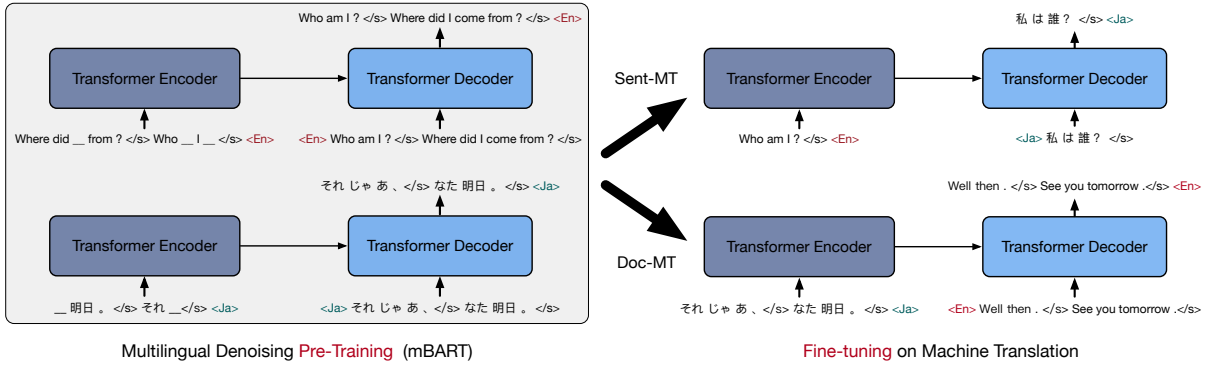 Who am I ? </s> Where did I come from ? </s> <En>
Transformer Encoder
Transformer Decoder
Where did __ from ? </s> Who __ I __ </s> <En>
<En> Who am I ? </s> Where did I come from ? </s>
それ じゃ あ 、 </s> なた 明日 。 </s> <Ja>
Transformer Encoder
Transformer Decoder
__ 明日 。 </s> それ __</s> <Ja>
<Ja> それ じゃ あ 、 </s> なた 明日 。 </s>
Multilingual Denoising Pre-Training (mBART)
Sent-MT
Doc-MT
私 は 誰 ? </s> <Ja>
Transformer Encoder
Transformer Decoder
Who am I ? </s> <En>
<Ja> 私 は 誰 ? </s>
Well then . </s> See you tomorrow .</s> <En>
Transformer Encoder
Transformer Decoder
それ じゃ あ 、 </s> なた 明日 。 </s> <Ja>
<En> Well then . </s> See you tomorrow .</s>
Fine-tuning on Machine Translation